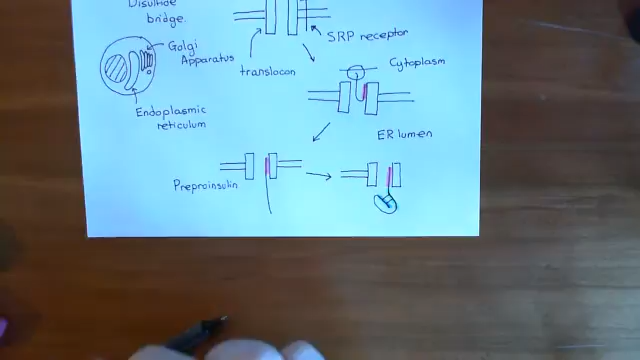 Disulfide
bridge.
Golgi
Apparatus
Endoplasmic
reticulum
translocon
SRP receptor
Cytoplasm
ER lumen
Preproinsulin